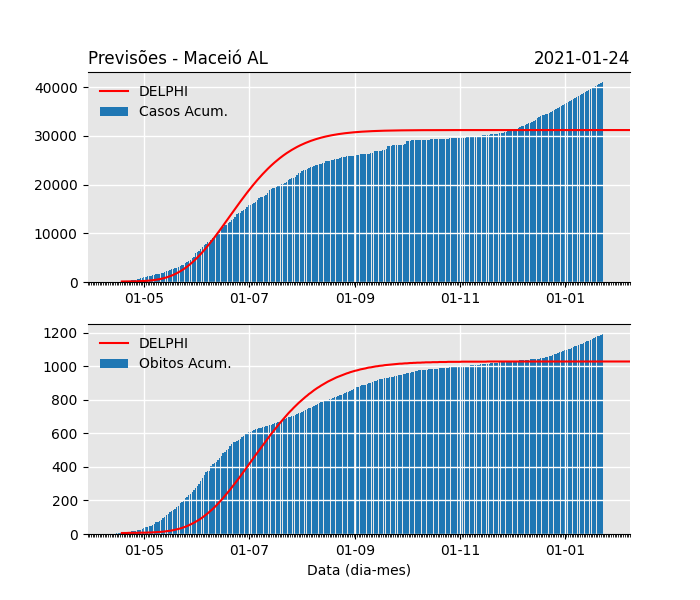 Previsões - Maceió AL 2021-01-24
DELPHI
Casos Acum.
40000
30000
20000
10000
0
01-05 01-07 01-09 01-11 01-01
DELPHI
Obitos Acum.
1200
1000
800
600
400
200
0
01-05 01-07 01-09 01-11 01-01
Data (dia-mes)